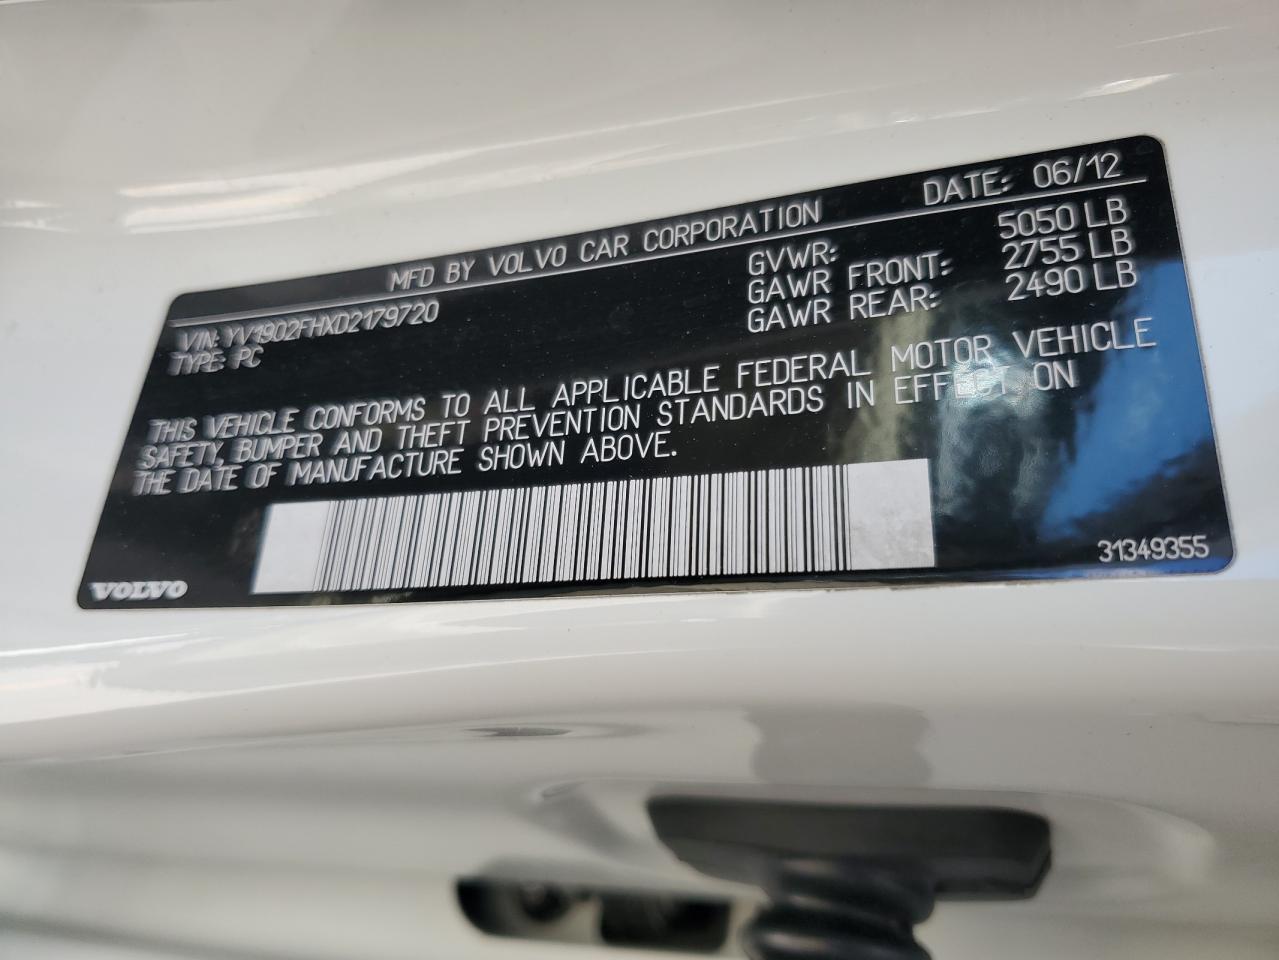 MFD BY VOLVO CAR CORPORATION DATE: 06/12
VIN: YV1902FHXD2179720
TYPE: PC
GVWR: 5050 LB
GAWR FRONT: 2755 LB
GAWR REAR: 2490 LB
THIS VEHICLE CONFORMS TO ALL APPLICABLE FEDERAL MOTOR VEHICLE
SAFETY, BUMPER AND THEFT PREVENTION STANDARDS IN EFFECT ON
THE DATE OF MANUFACTURE SHOWN ABOVE.
VOLVO
31349355